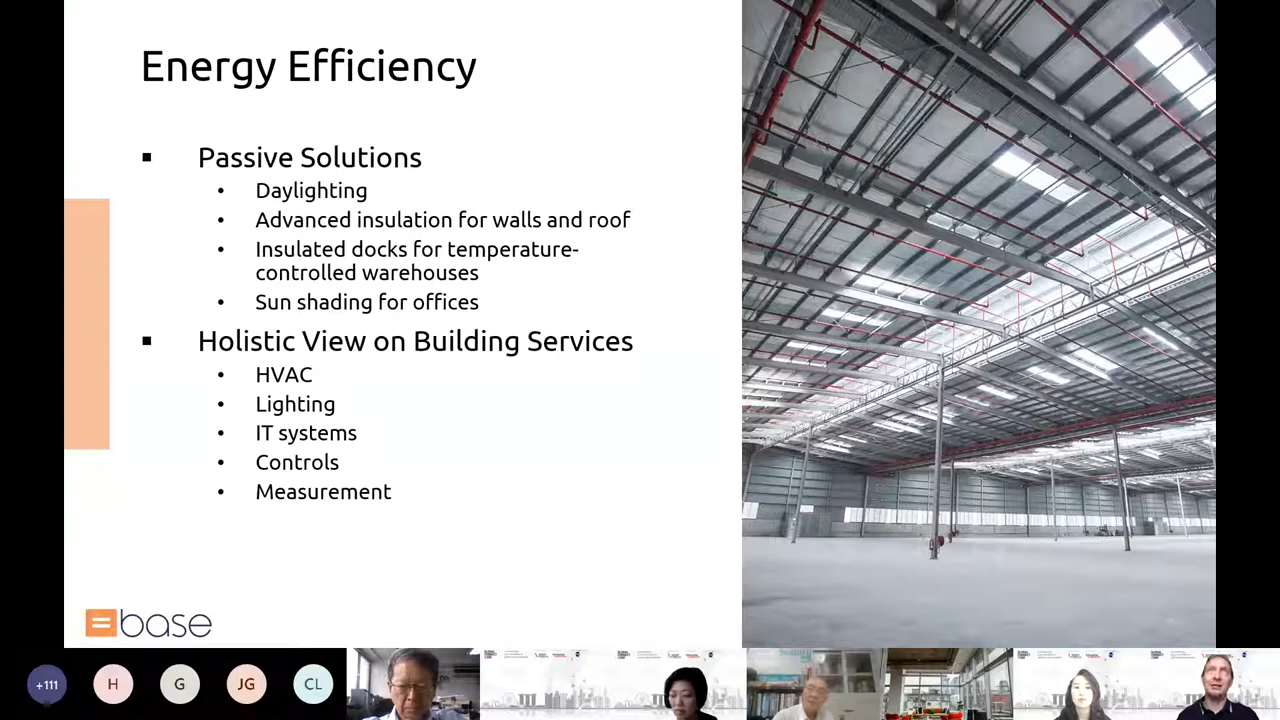 Energy Efficiency
▪ Passive Solutions
• Daylighting
• Advanced insulation for walls and roof
• Insulated docks for temperature-
controlled warehouses
• Sun shading for offices
▪ Holistic View on Building Services
• HVAC
• Lighting
• IT systems
• Controls
• Measurement
=base
+111
H
G
JG
CL